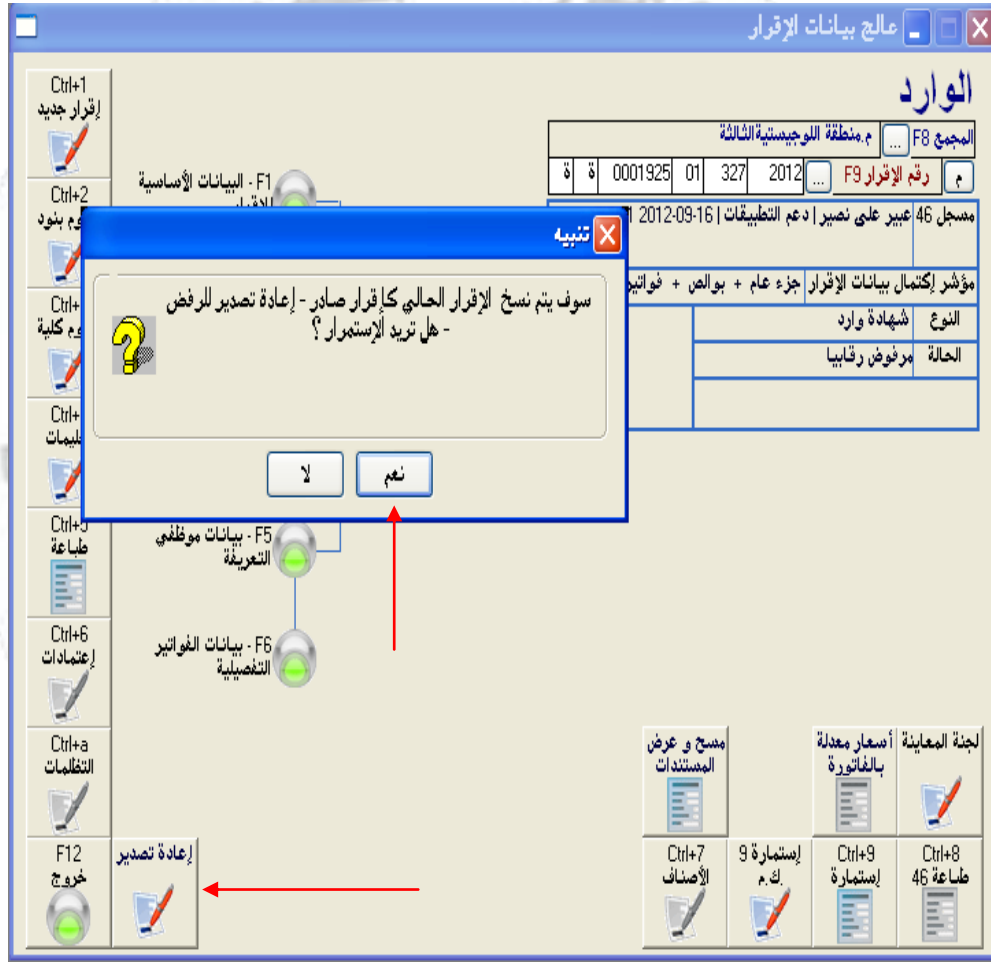 عالج بيانات الإقرار
الوارد
المجمع F8 ... م.منطقة اللوجيستيةالثالثة
م رقم الإقرار F9 ... 2012 327 01 0001925 ة ة
مسجل 46 عبير على نصير | دعم التطبيقات | 16-09-2012
مؤشر إكتمال بيانات الإقرار جزء عام + بوالص + فواتير
النوع شهادة وارد
الحالة مرفوض رقابيا
F1 - البيانات الأساسية
تنبيه
سوف يتم نسخ الإقرار الحالي كإقرار صادر - إعادة تصدير للرفض
- هل تريد الإستمرار ؟
نعم
لا
F5 - بيانات موظفي
التعريفة
F6 - بيانات الفواتير
التفصيلية
Ctrl+1
إقرار جديد
Ctrl+2
بنود
Ctrl+
كلية
Ctrl+
Ctrl+5
طباعة
Ctrl+6
إعتمادات
Ctrl+a
التظلمات
F12
خروج
إعادة تصدير
لجنة المعاينة
أسعار معدلة
بالفاتورة
مسح و عرض
المستندات
Ctrl+8
طباعة 46
Ctrl+9
إستمارة
إستمارة 9
ك.م.
Ctrl+7
الأصناف